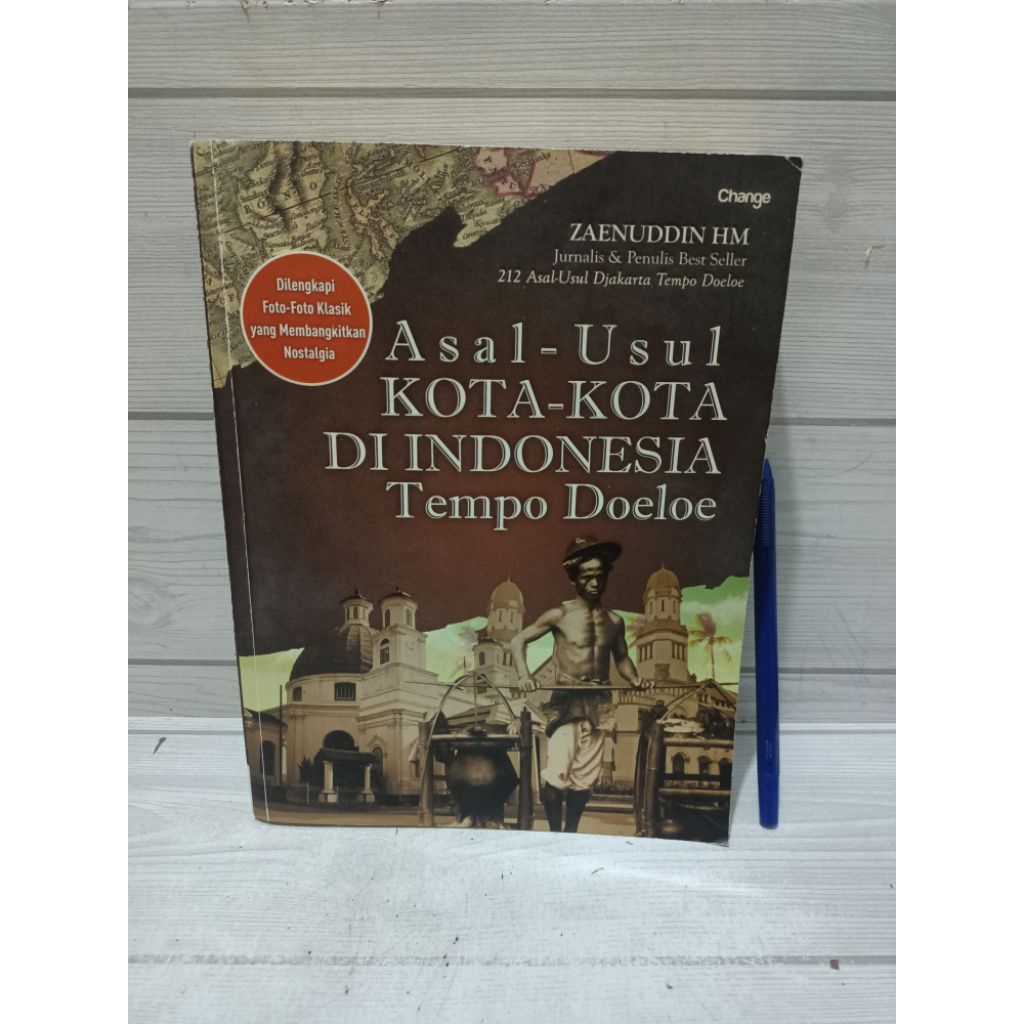 Change
ZAENUDDIN HM
Jurnalis & Penulis Best Seller
212 Asal-Usul Djakarta Tempo Doeloe
Dilengkapi
Foto-Foto Klasik
yang Membangkitkan
Nostalgia
Asal-Usul
KOTA-KOTA
DI INDONESIA
Tempo Doeloe